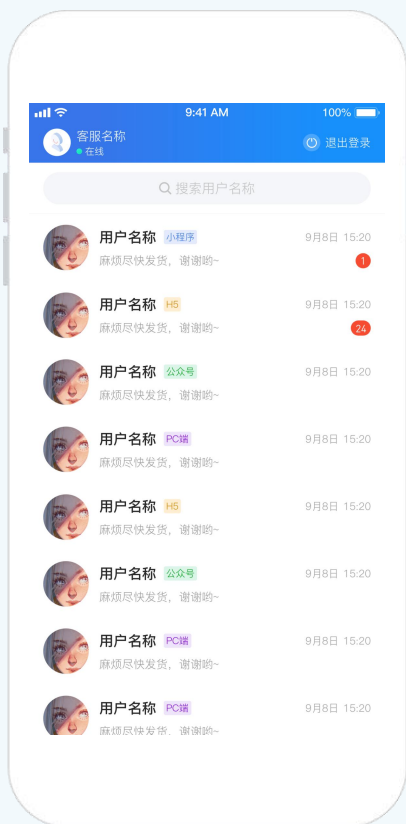 9:41 AM 100%
客服名称
在线
退出登录
搜索用户名称
用户名称 小程序 9月8日 15:20
麻烦尽快发货，谢谢哟~ 1
用户名称 H5 9月8日 15:20
麻烦尽快发货，谢谢哟~ 24
用户名称 公众号 9月8日 15:20
麻烦尽快发货，谢谢哟~
用户名称 PC端 9月8日 15:20
麻烦尽快发货，谢谢哟~
用户名称 H5 9月8日 15:20
麻烦尽快发货，谢谢哟~
用户名称 公众号 9月8日 15:20
麻烦尽快发货，谢谢哟~
用户名称 PC端 9月8日 15:20
麻烦尽快发货，谢谢哟~
用户名称 PC端 9月8日 15:20
麻烦尽快发货，谢谢哟~